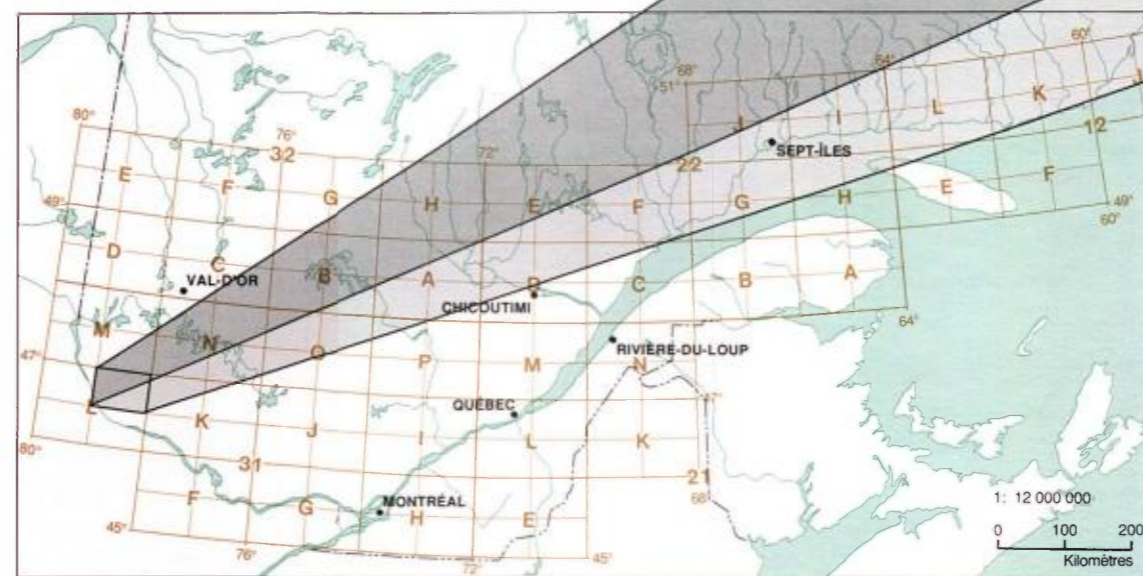 60°
64°
68°
51°
K
L
I
J
12
SEPT-ÎLES
22
80°
76°
32
72°
E
F
G
H
E
F
G
H
E
F
49°
49°
60°
D
C
B
A
D
C
B
A
VAL-D'OR
CHICOUTIMI
64°
M
N
O
P
M
N
RIVIÈRE-DU-LOUP
47°
47°
QUÉBEC
L
K
J
I
L
K
80°
31
21
68°
1: 12 000 000
F
G
MONTRÉAL
H
E
45°
76°
72°
45°
0 100 200
Kilomètres